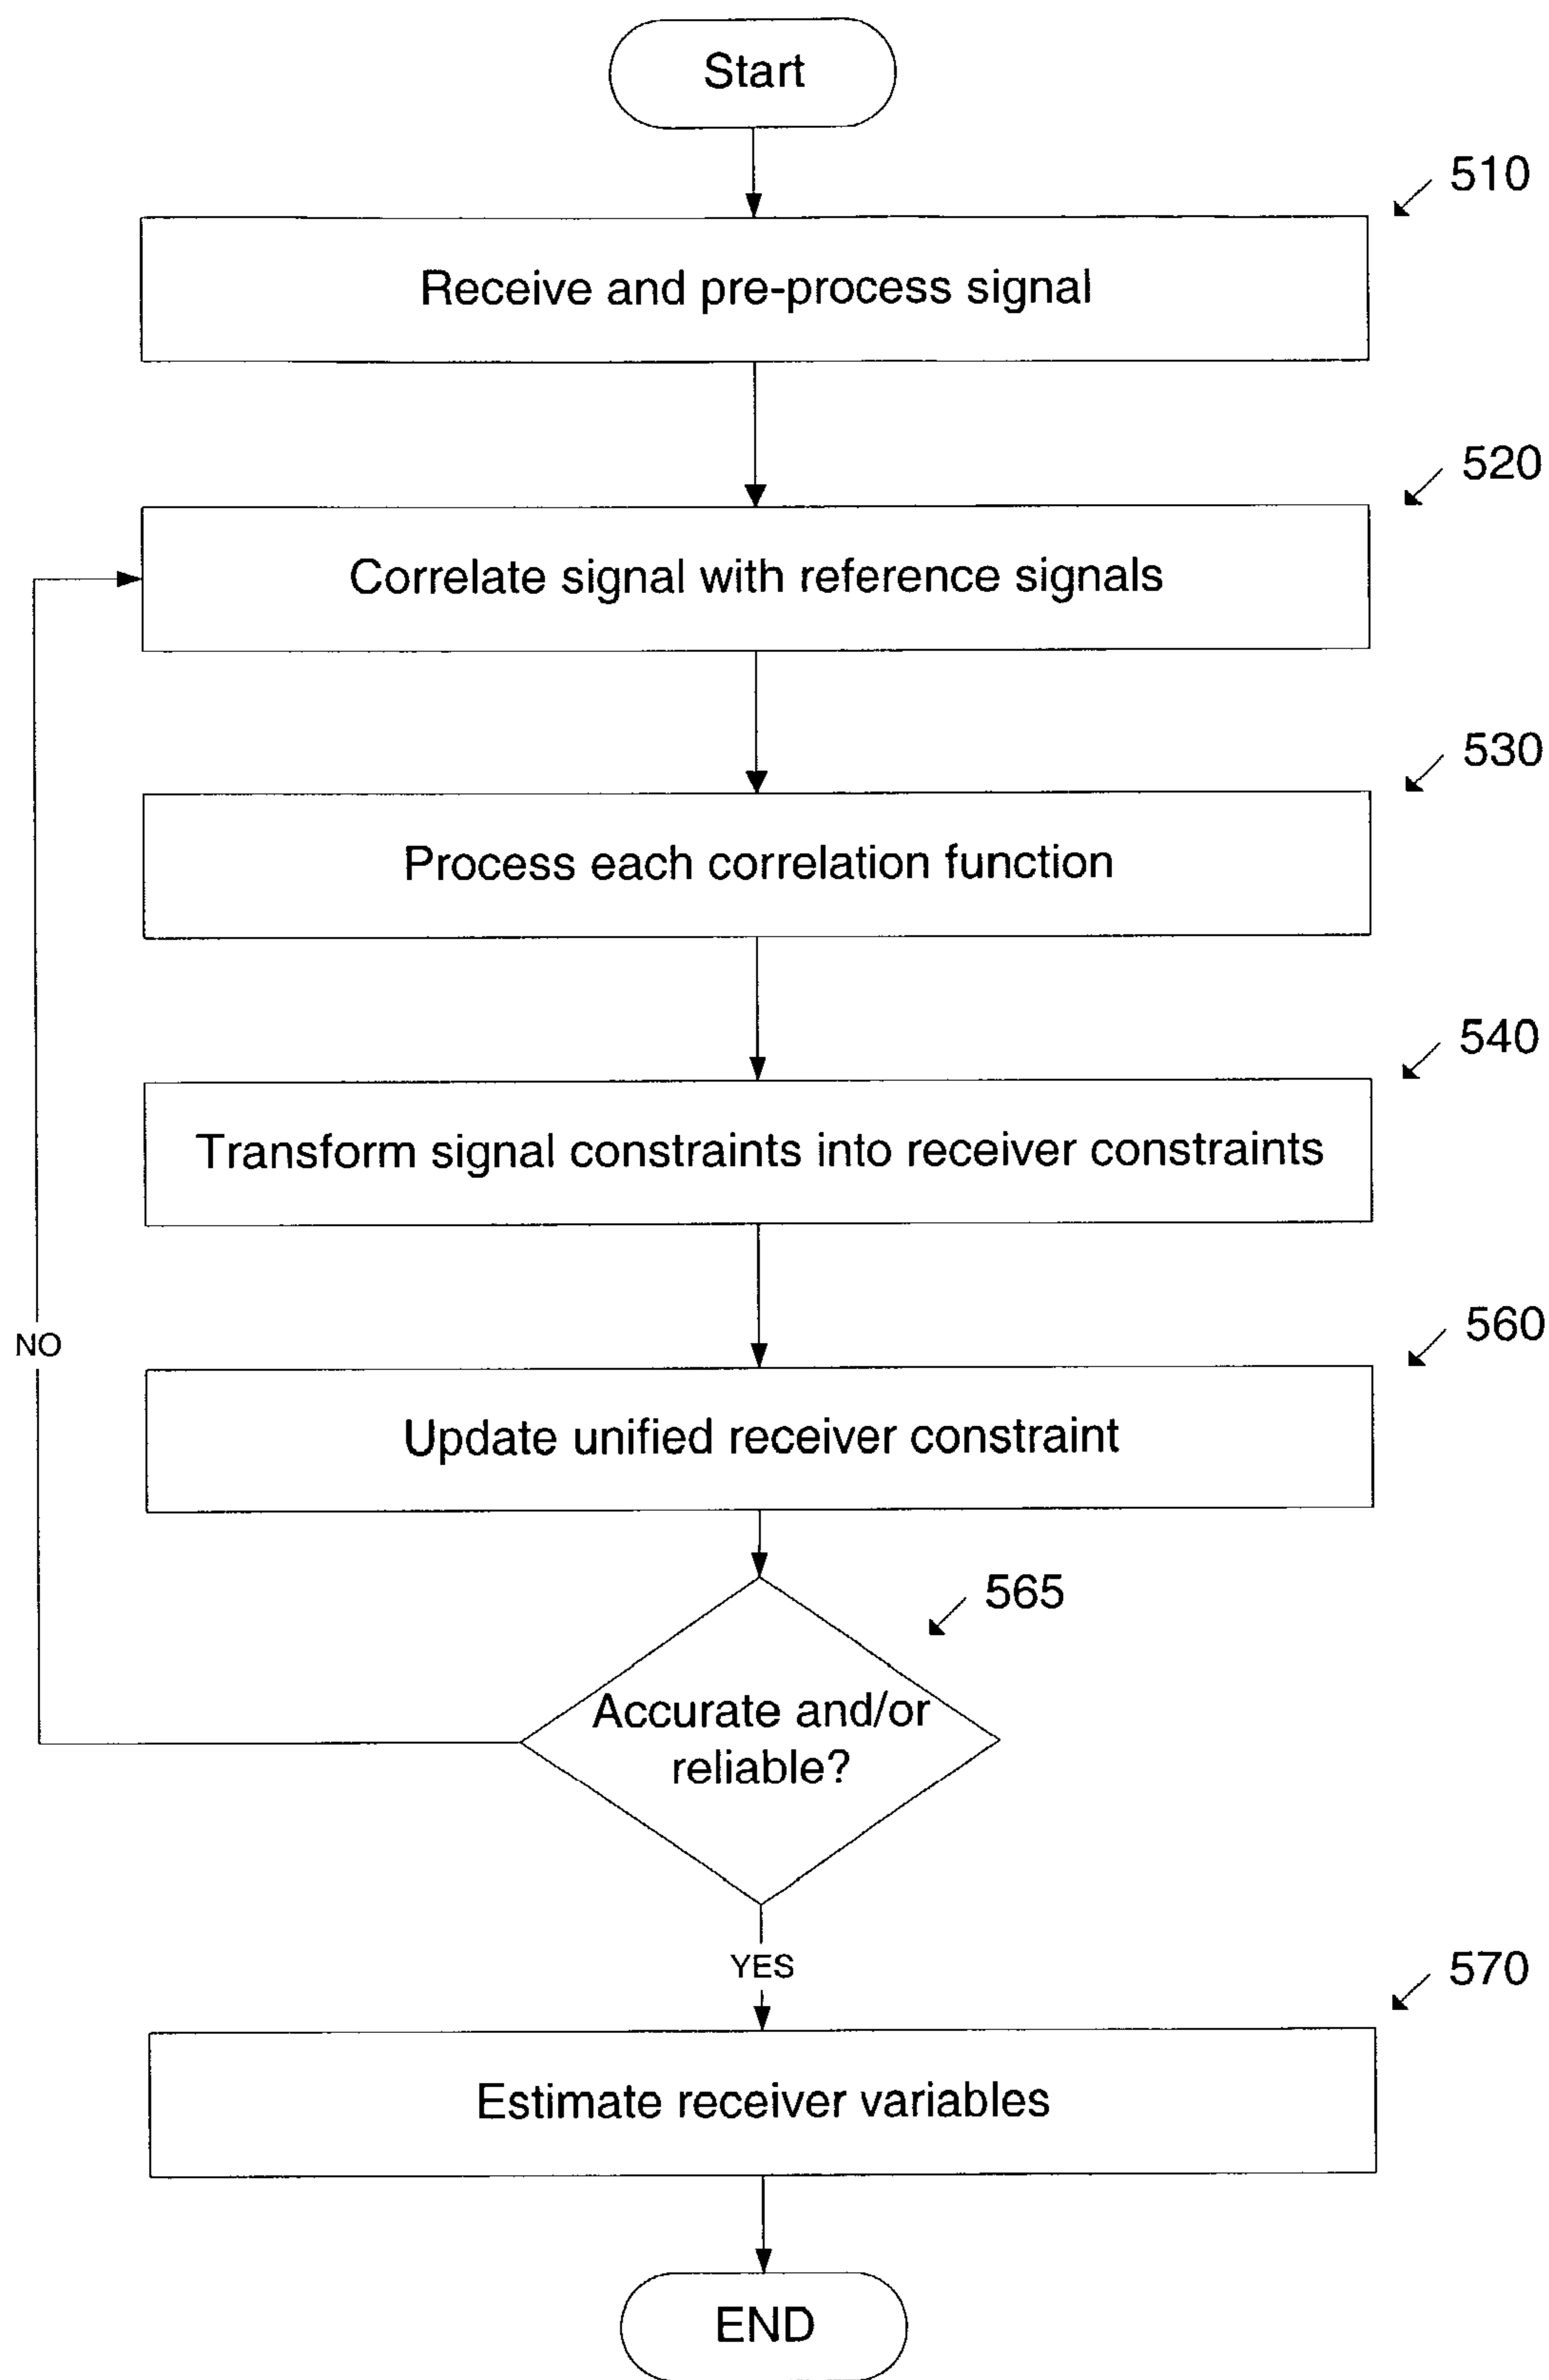 Start
510
Receive and pre-process signal
520
Correlate signal with reference signals
530
Process each correlation function
540
Transform signal constraints into receiver constraints
560
NO
Update unified receiver constraint
565
Accurate and/or
reliable?
YES
570
Estimate receiver variables
END